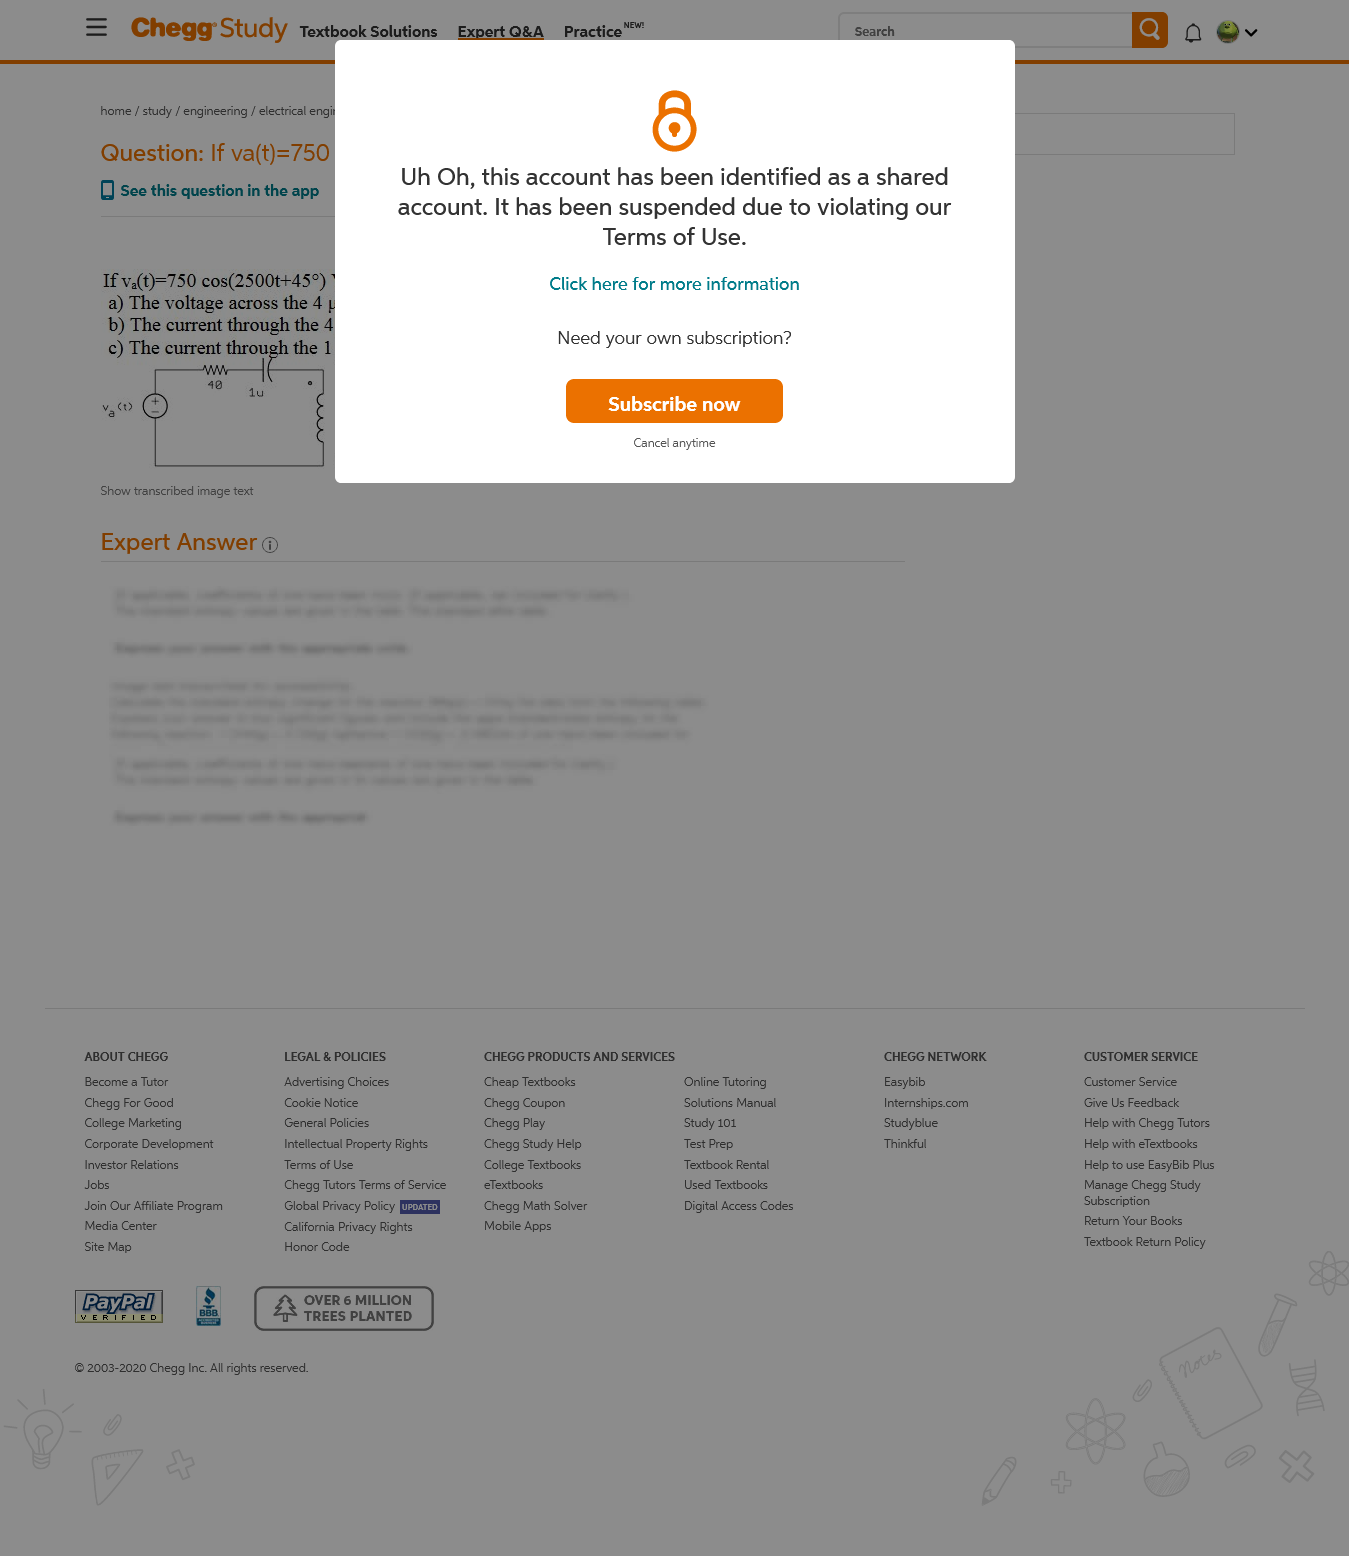 Chegg Study
Textbook Solutions
Expert Q&A
Practice NEW!
Search
home / study / engineering / electrical
Question: If va(t)=750
See this question in the app
Uh Oh, this account has been identified as a shared
account. It has been suspended due to violating our
Terms of Use.
Click here for more information
Need your own subscription?
Subscribe now
Cancel anytime
If va(t)=750 cos(2500t+45°)
a) The voltage across the 4
b) The current through the 4
c) The current through the 1
40
1u
va(t)
+
−
Show transcribed image text
Expert Answer
ABOUT CHEGG
Become a Tutor
Chegg For Good
College Marketing
Corporate Development
Investor Relations
Jobs
Join Our Affiliate Program
Media Center
Site Map
LEGAL & POLICIES
Advertising Choices
Cookie Notice
General Policies
Intellectual Property Rights
Terms of Use
Chegg Tutors Terms of Service
Global Privacy Policy UPDATED
California Privacy Rights
Honor Code
CHEGG PRODUCTS AND SERVICES
Cheap Textbooks
Chegg Coupon
Chegg Play
Chegg Study Help
College Textbooks
eTextbooks
Chegg Math Solver
Mobile Apps
Online Tutoring
Solutions Manual
Study 101
Test Prep
Textbook Rental
Used Textbooks
Digital Access Codes
CHEGG NETWORK
Easybib
Internships.com
Studyblue
Thinkful
CUSTOMER SERVICE
Customer Service
Give Us Feedback
Help with Chegg Tutors
Help with eTextbooks
Help to use EasyBib Plus
Manage Chegg Study
Subscription
Return Your Books
Textbook Return Policy
PayPal
VERIFIED
BBB
OVER 6 MILLION
TREES PLANTED
© 2003-2020 Chegg Inc. All rights reserved.
Notes